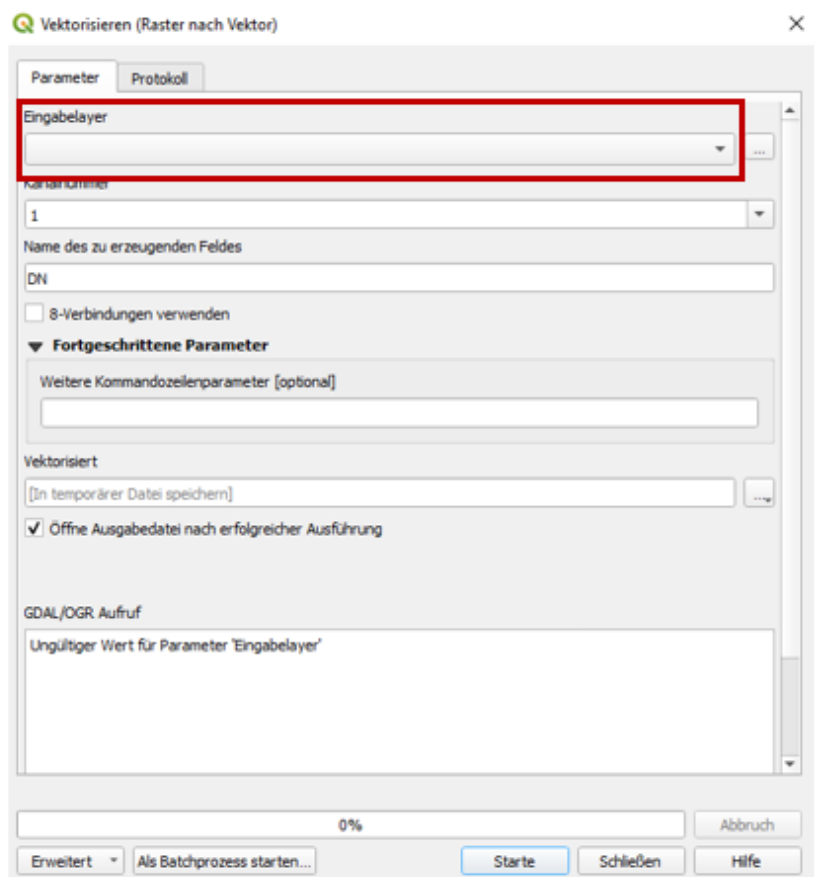 Vektorisieren (Raster nach Vektor)
Parameter Protokoll
Eingabelayer
...
Kanalnummer
1
Name des zu erzeugenden Feldes
DN
8-Verbindungen verwenden
Fortgeschrittene Parameter
Weitere Kommandozeilenparameter [optional]
Vektorisiert
[In temporärer Datei speichern]
...
Öffne Ausgabedatei nach erfolgreicher Ausführung
GDAL/OGR Aufruf
Ungültiger Wert für Parameter 'Eingabelayer'
0% Abbruch
Erweitert Als Batchprozess starten... Starte Schließen Hilfe